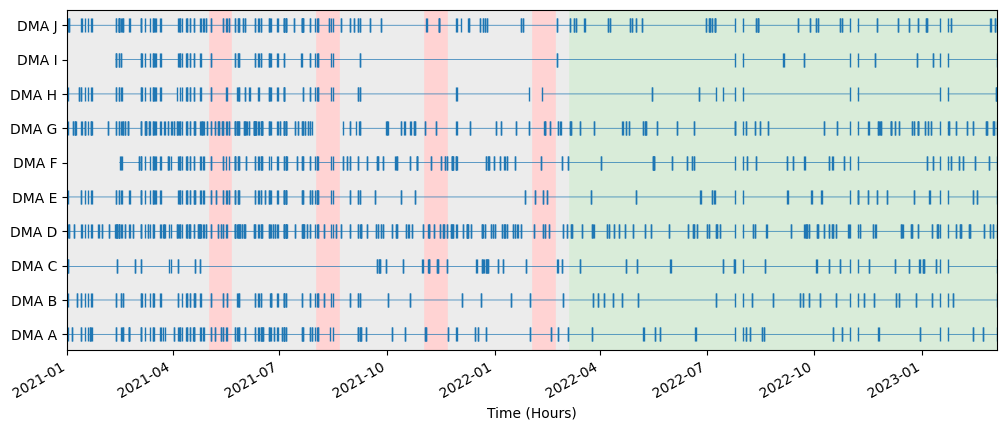 DMA J
DMA I
DMA H
DMA G
DMA F
DMA E
DMA D
DMA C
DMA B
DMA A
2021-01
2021-04
2021-07
2021-10
2022-01
2022-04
2022-07
2022-10
2023-01
Time (Hours)